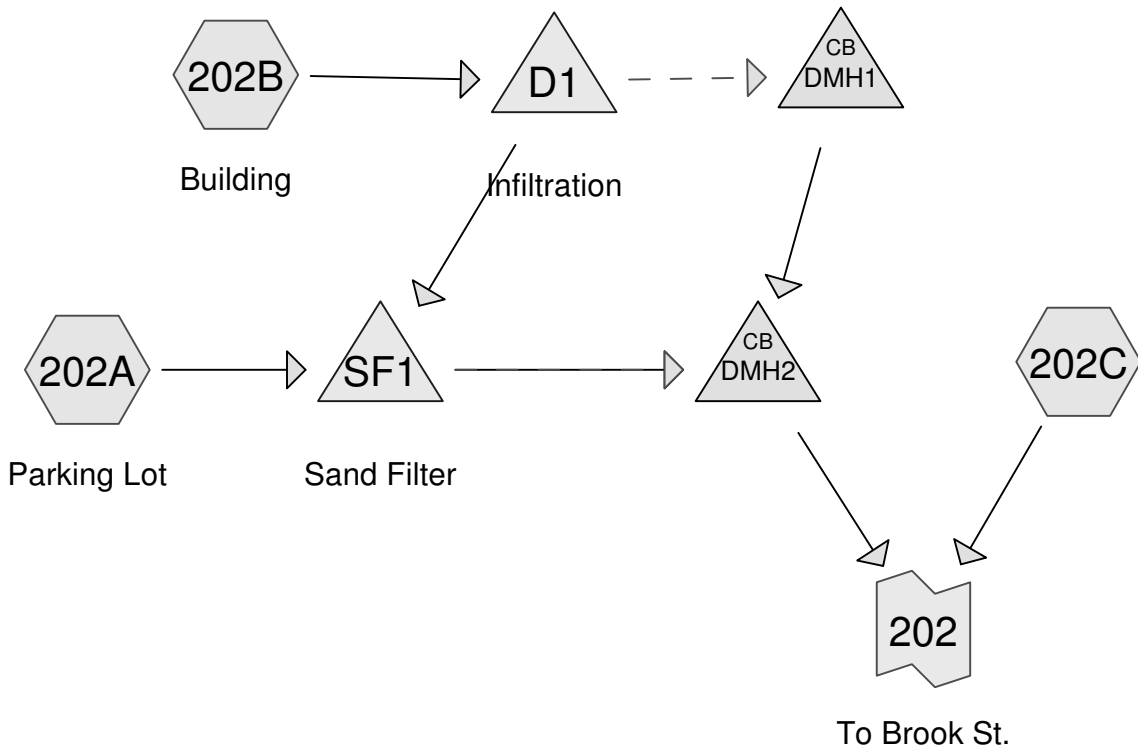 202B
D1
CB
DMH1
Building
Infiltration
202A
SF1
CB
DMH2
202C
Parking Lot
Sand Filter
202
To Brook St.